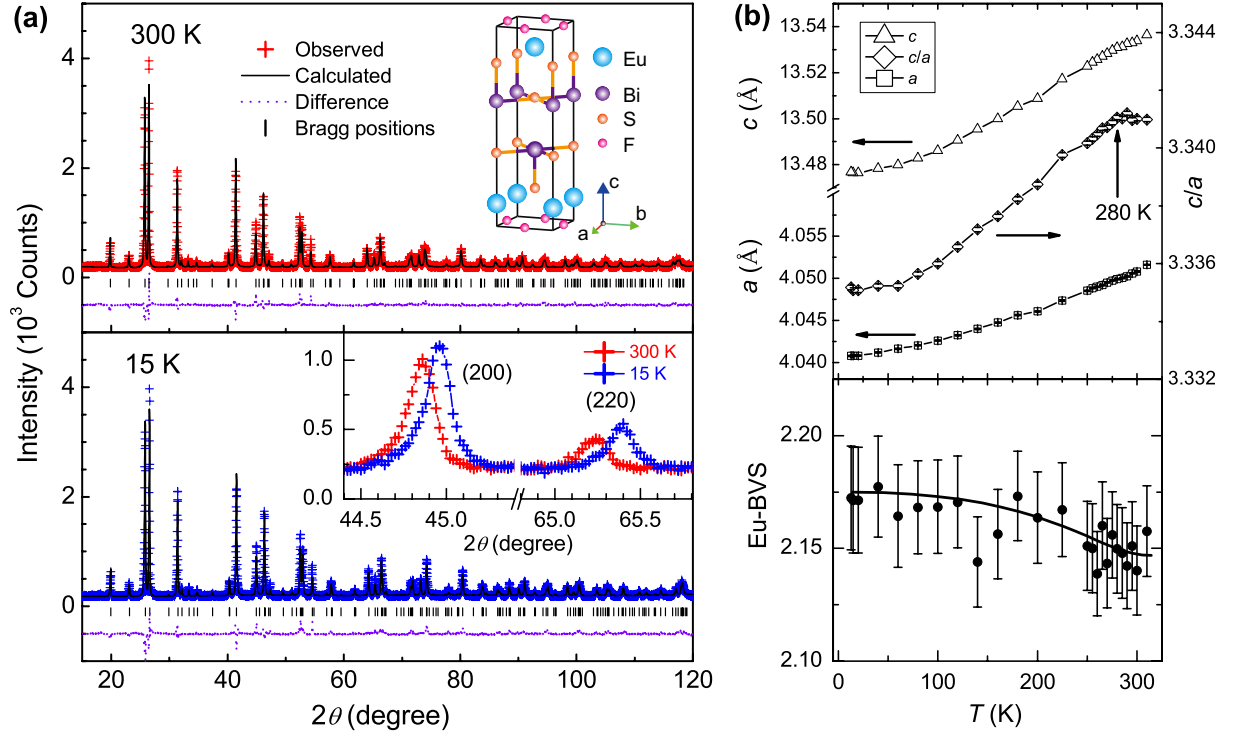 (a)
300 K
Observed
Calculated
Difference
Bragg positions
Eu
Bi
S
F
c
b
a
4
2
0
15 K
300 K
15 K
(200)
(220)
1.0
0.5
0.0
44.5 45.0 65.0 65.5
2θ (degree)
4
2
0
Intensity (10³ Counts)
20 40 60 80 100 120
2θ (degree)
(b)
c
c/a
a
13.54
13.52
13.50
13.48
c (Å)
4.055
4.050
4.045
4.040
a (Å)
3.344
3.340
3.336
3.332
c/a
280 K
2.20
2.15
2.10
Eu-BVS
0 50 100 150 200 250 300
T (K)